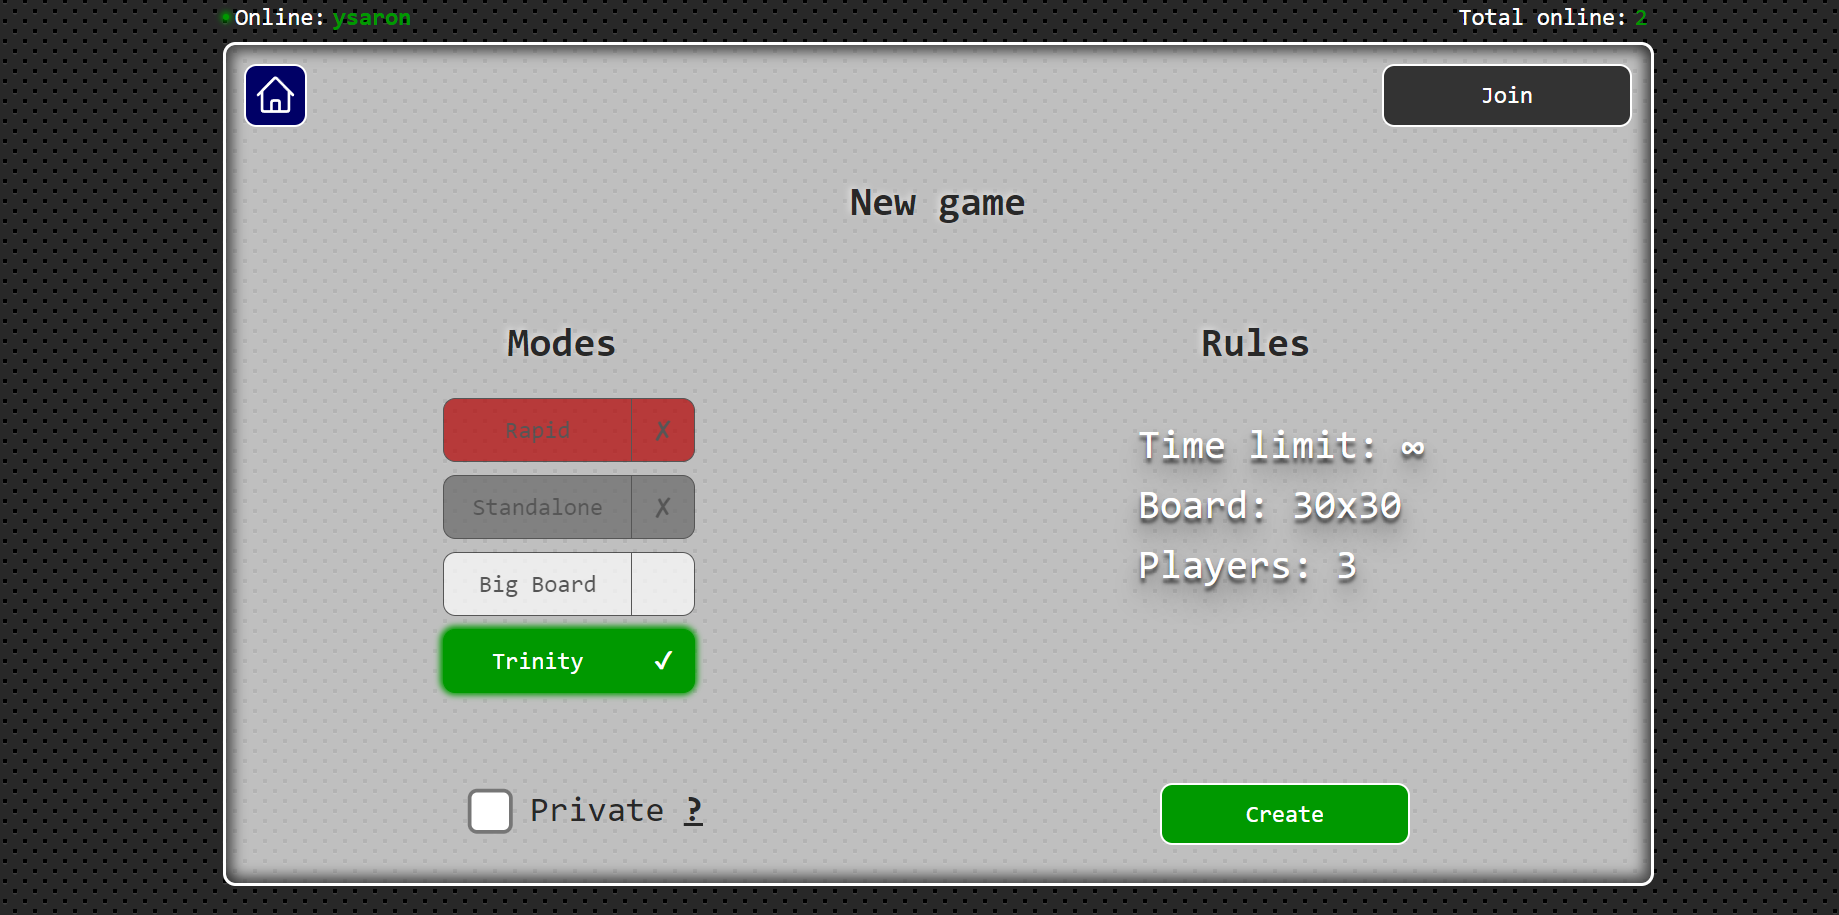 Online: ysaron
Total online: 2
Join
New game
Modes
Rules
Rapid ✗
Standalone ✗
Big Board
Trinity ✓
Time limit: ∞
Board: 30x30
Players: 3
Private ?
Create